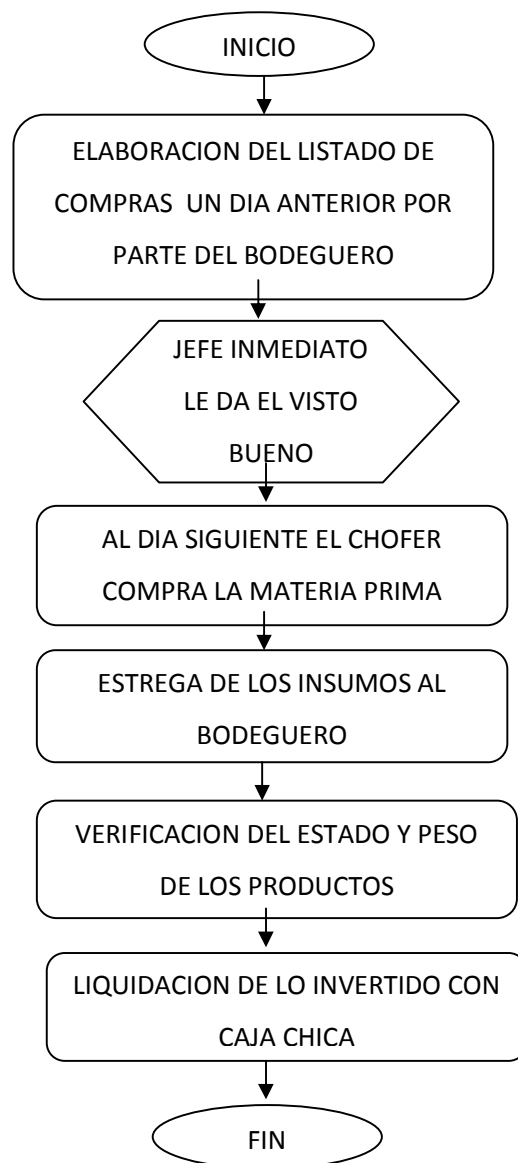 INICIO
ELABORACION DEL LISTADO DE
COMPRAS UN DIA ANTERIOR POR
PARTE DEL BODEGUERO
JEFE INMEDIATO
LE DA EL VISTO
BUENO
AL DIA SIGUIENTE EL CHOFER
COMPRA LA MATERIA PRIMA
ESTREGA DE LOS INSUMOS AL
BODEGUERO
VERIFICACION DEL ESTADO Y PESO
DE LOS PRODUCTOS
LIQUIDACION DE LO INVERTIDO CON
CAJA CHICA
FIN